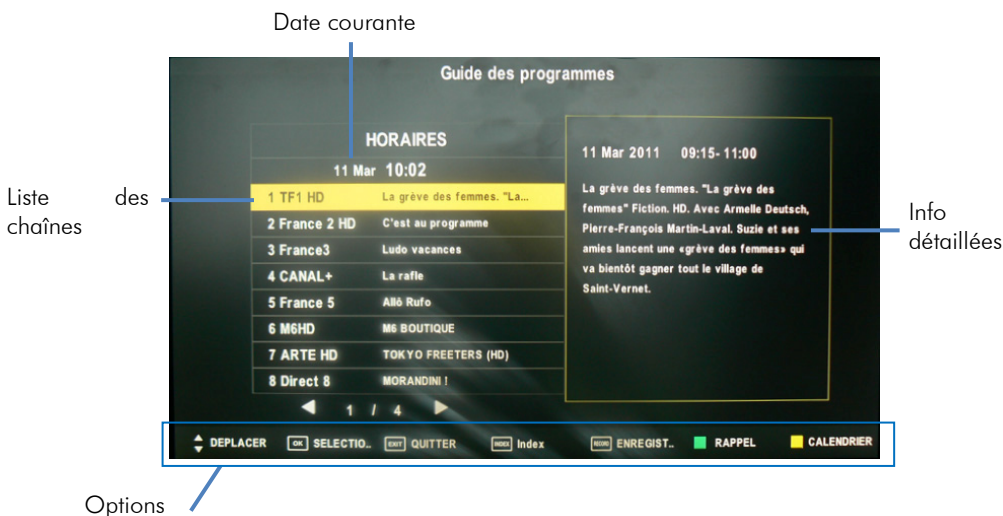 Date courante
Guide des programmes
HORAIRES
11 Mar 10:02
1 TF1 HD La grève des femmes. "La...
2 France 2 HD C'est au programme
3 France3 Ludo vacances
4 CANAL+ La rafle
5 France 5 Allô Rufo
6 M6HD M6 BOUTIQUE
7 ARTE HD TOKYO FREETERS (HD)
8 Direct 8 MORANDINI !
1 / 4
11 Mar 2011 09:15-11:00
La grève des femmes. "La grève des
femmes" Fiction. HD. Avec Armelle Deutsch,
Pierre-François Martin-Laval. Suzie et ses
amies lancent une «grève des femmes» qui
va bientôt gagner tout le village de
Saint-Vernet.
Liste des
chaînes
Info
détaillées
DEPLACER OK SELECTIO.. EXIT QUITTER INDEX Index RECORD ENREGIST.. RAPPEL CALENDRIER
Options